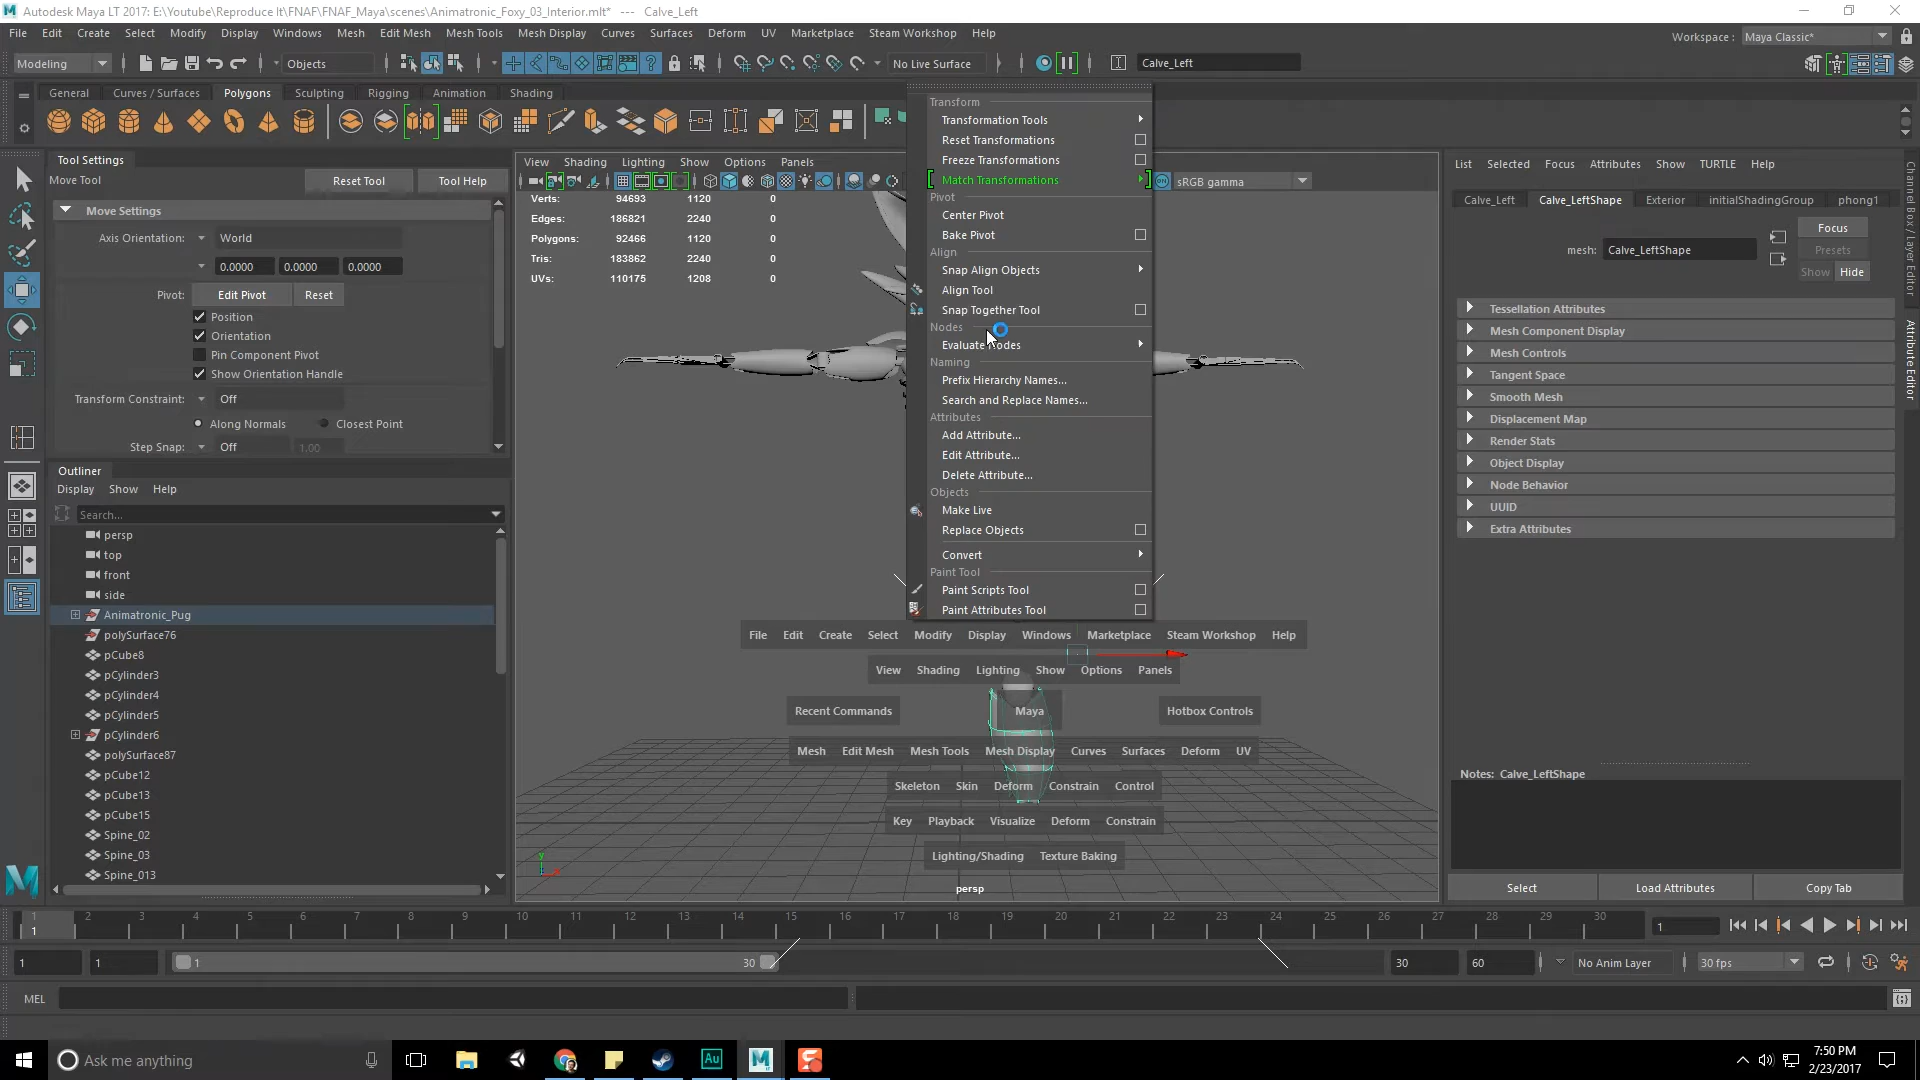 Autodesk Maya LT 2017: E:\Youtube\Reproduce It\FNAF\FNAF_Maya\scenes\Animatronic_Foxy_03_Interior.mlt* --- Calve_Left
File Edit Create Select Modify Display Windows Mesh Edit Mesh Mesh Tools Mesh Display Curves Surfaces Deform UV Marketplace Steam Workshop Help
Workspace : Maya Classic*
Modeling Objects No Live Surface Calve_Left
General Curves / Surfaces Polygons Sculpting Rigging Animation Shading
Tool Settings
Move Tool Reset Tool Tool Help
Move Settings
Axis Orientation: World
0.0000 0.0000 0.0000
Pivot: Edit Pivot Reset
Position
Orientation
Pin Component Pivot
Show Orientation Handle
Transform Constraint: Off
Along Normals Closest Point
Step Snap: Off 1.00
Outliner
Display Show Help
Search...
persp
top
front
side
Animatronic_Pug
polySurface76
pCube8
pCylinder3
pCylinder4
pCylinder5
pCylinder6
polySurface87
pCube12
pCube13
pCube15
Spine_02
Spine_03
Spine_013
View Shading Lighting Show Options Panels
sRGB gamma
Verts: 94693 1120 0
Edges: 186821 2240 0
Polygons: 92466 1120 0
Tris: 183862 2240 0
UVs: 110175 1208 0
Transform
Transformation Tools
Reset Transformations
Freeze Transformations
Match Transformations
Pivot
Center Pivot
Bake Pivot
Align
Snap Align Objects
Align Tool
Snap Together Tool
Nodes
Evaluate Nodes
Naming
Prefix Hierarchy Names...
Search and Replace Names...
Attributes
Add Attribute...
Edit Attribute...
Delete Attribute...
Objects
Make Live
Replace Objects
Convert
Paint Tool
Paint Scripts Tool
Paint Attributes Tool
File Edit Create Select Modify Display Windows Marketplace Steam Workshop Help
View Shading Lighting Show Options Panels
Recent Commands Maya Hotbox Controls
Mesh Edit Mesh Mesh Tools Mesh Display Curves Surfaces Deform UV
Skeleton Skin Deform Constrain Control
Key Playback Visualize Deform Constrain
Lighting/Shading Texture Baking
y
persp
List Selected Focus Attributes Show TURTLE Help
Calve_Left Calve_LeftShape Exterior initialShadingGroup phong1
mesh: Calve_LeftShape
Focus
Presets
Show Hide
Tessellation Attributes
Mesh Component Display
Mesh Controls
Tangent Space
Smooth Mesh
Displacement Map
Render Stats
Object Display
Node Behavior
UUID
Extra Attributes
Notes: Calve_LeftShape
Select Load Attributes Copy Tab
Channel Box / Layer Editor
Attribute Editor
1 2 3 4 5 6 7 8 9 10 11 12 13 14 15 16 17 18 19 20 21 22 23 24 25 26 27 28 29 30
1 1
1 1 1 30 30 60 No Anim Layer 30 fps
MEL
Ask me anything
7:50 PM
2/23/2017